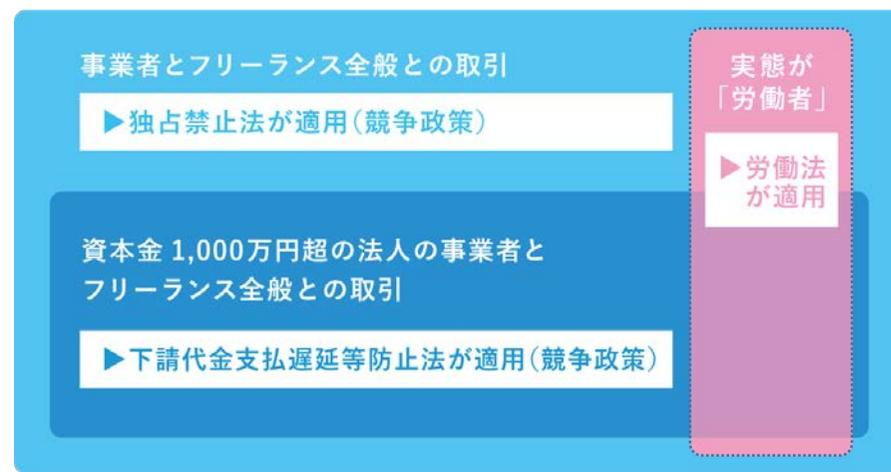 事業者とフリーランス全般との取引
▶独占禁止法が適用（競争政策）
実態が
「労働者」
▶労働法
が適用
資本金1,000万円超の法人の事業者と
フリーランス全般との取引
▶下請代金支払遅延等防止法が適用（競争政策）